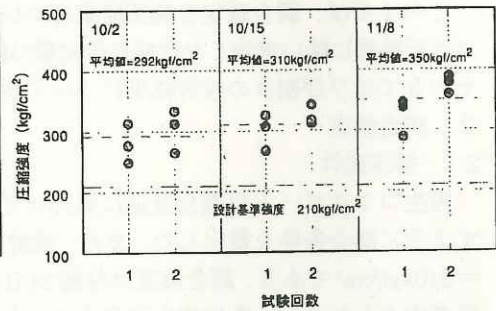 500
400
300
200
100
圧縮強度 (kgf/cm²)
10/2
平均値=292kgf/cm²
10/15
平均値=310kgf/cm²
11/8
平均値=350kgf/cm²
設計基準強度 210kgf/cm²
1 2 1 2 1 2
試験回数